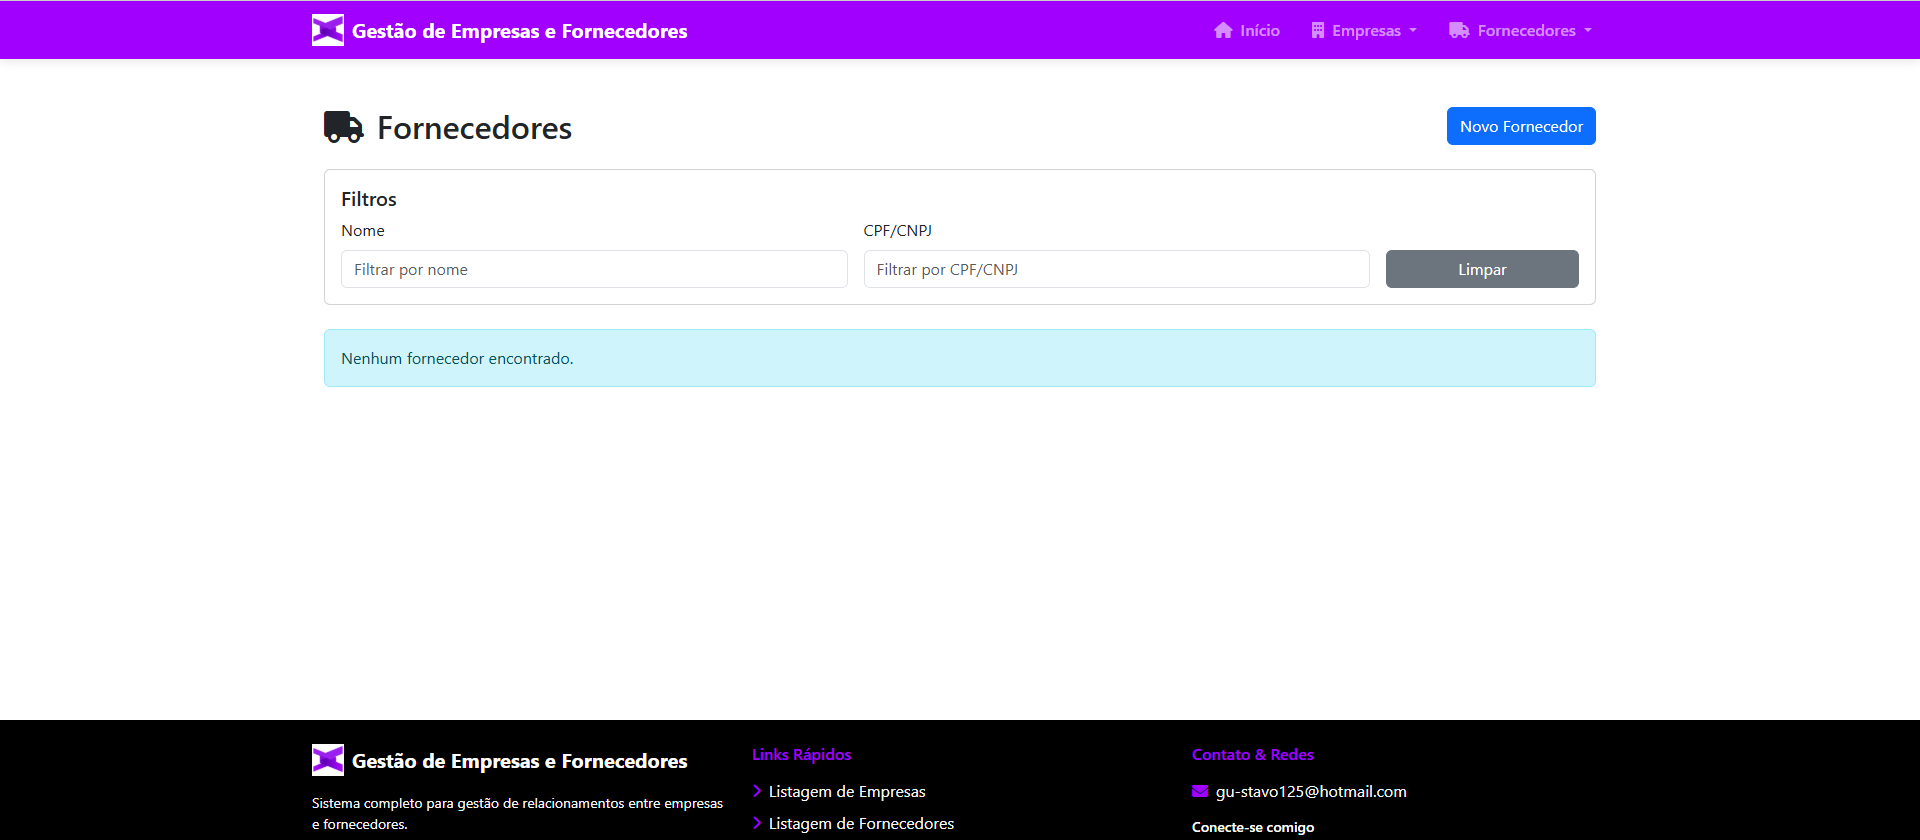 Gestão de Empresas e Fornecedores
Início
Empresas
Fornecedores
Fornecedores
Novo Fornecedor
Filtros
Nome
CPF/CNPJ
Filtrar por nome
Filtrar por CPF/CNPJ
Limpar
Nenhum fornecedor encontrado.
Gestão de Empresas e Fornecedores
Sistema completo para gestão de relacionamentos entre empresas
e fornecedores.
Links Rápidos
Listagem de Empresas
Listagem de Fornecedores
Contato & Redes
gu-stavo125@hotmail.com
Conecte-se comigo